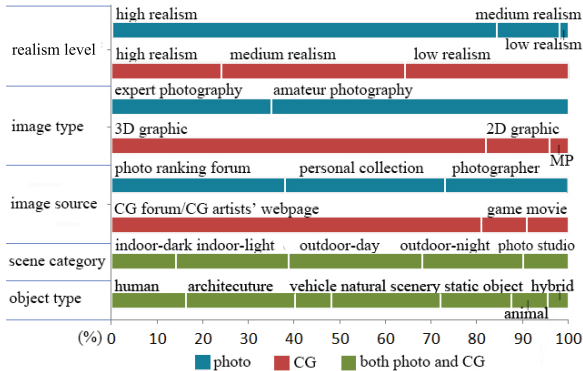 high realism medium realism
low realism
realism level
high realism medium realism low realism
expert photography amateur photography
image type
3D graphic 2D graphic
MP
photo ranking forum personal collection photographer
image source
CG forum/CG artists' webpage game movie
indoor-dark indoor-light outdoor-day outdoor-night photo studio
scene category
human architecuture vehicle natural scenery static object hybrid
object type
animal
(%) 0 10 20 30 40 50 60 70 80 90 100
photo CG both photo and CG